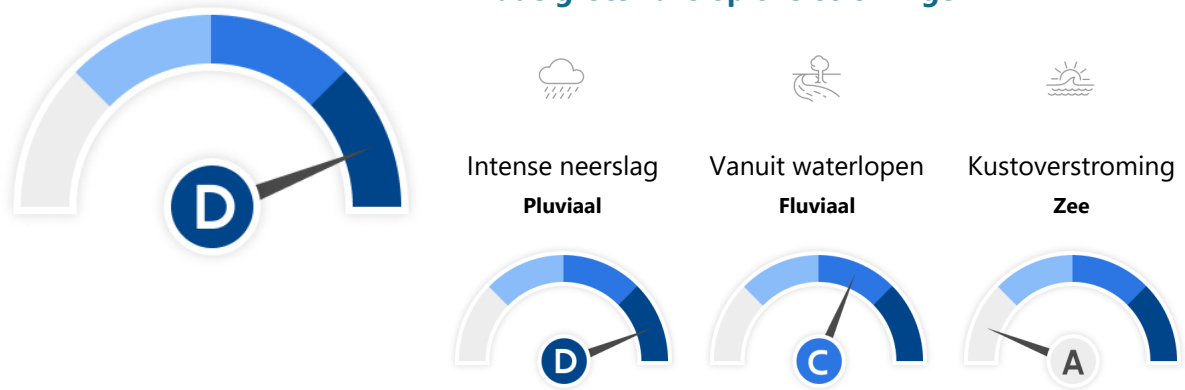 D
Intense neerslag
Vanuit waterlopen
Kustoverstroming
Pluviaal
Fluviaal
Zee
D
C
A